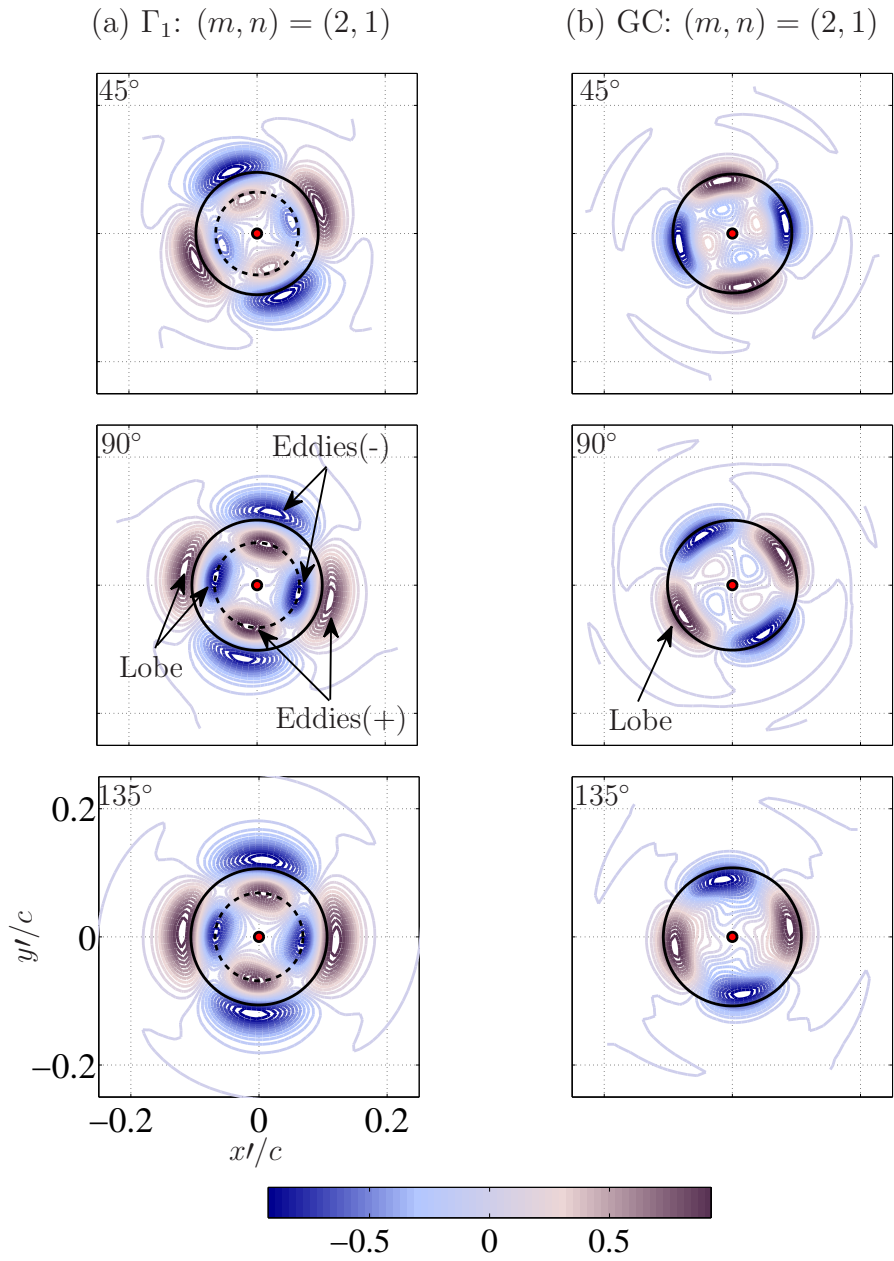 (a) Γ₁: (m, n) = (2, 1)
(b) GC: (m, n) = (2, 1)
45°
45°
90°
Eddies(-)
Lobe
Eddies(+)
90°
Lobe
135°
0.2
0
−0.2
y′/c
−0.2
0
0.2
x′/c
135°
−0.5
0
0.5